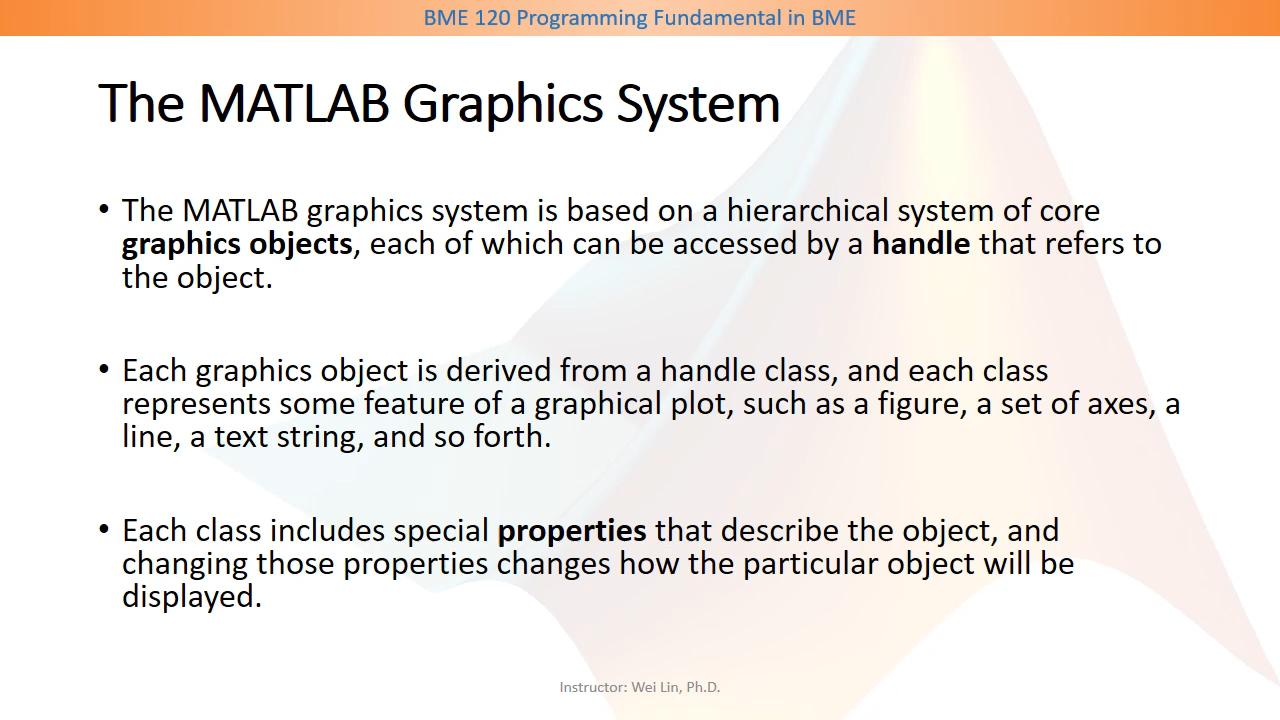 BME 120 Programming Fundamental in BME
The MATLAB Graphics System
• The MATLAB graphics system is based on a hierarchical system of core
graphics objects, each of which can be accessed by a handle that refers to
the object.
• Each graphics object is derived from a handle class, and each class
represents some feature of a graphical plot, such as a figure, a set of axes, a
line, a text string, and so forth.
• Each class includes special properties that describe the object, and
changing those properties changes how the particular object will be
displayed.
Instructor: Wei Lin, Ph.D.